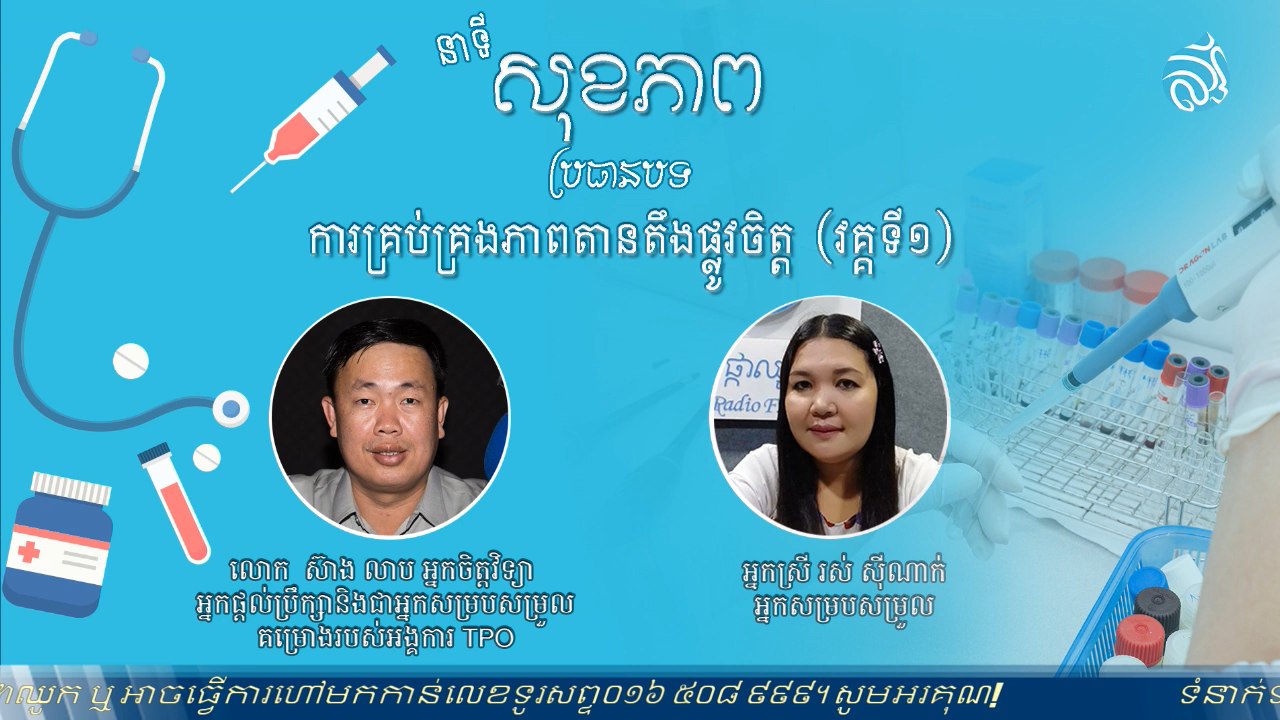 នាទី
សុខភាព
ប្រធានបទ
ការគ្រប់គ្រងភាពតានតឹងផ្លូវចិត្ត (វគ្គទី១)
DRAGON LAB
ផ្កាឈូ
Radio F
លោក ស៊ាង លាប អ្នកចិត្តវិទ្យា
អ្នកផ្តល់ប្រឹក្សានិងជាអ្នកសម្របសម្រួល
គម្រោងរបស់អង្គការ TPO
អ្នកស្រី រស់ ស៊ីណាក់
អ្នកសម្របសម្រួល
ឈូក ឬ អាចធ្វើការហៅមកកាន់លេខទូរសព្ទ០១៦ ៥០៨ ៩៩៩។ សូមអរគុណ! ទំនាក់ទ